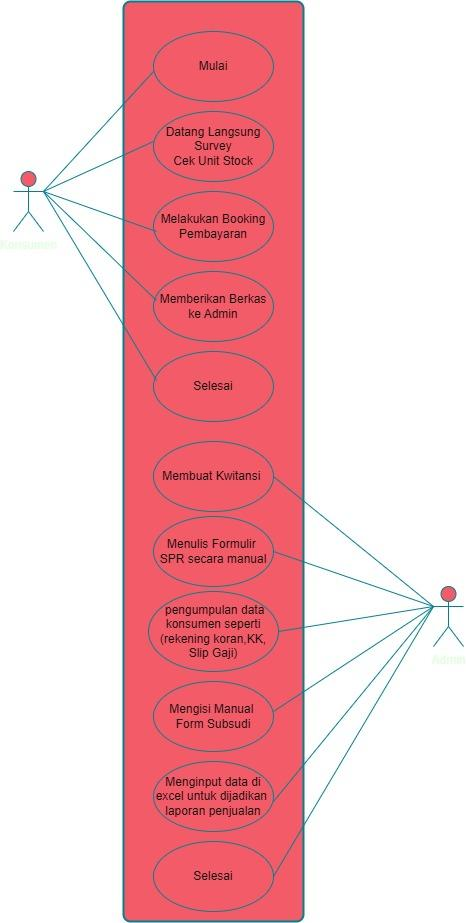 Mulai
Datang Langsung
Survey
Cek Unit Stock
Konsumen
Melakukan Booking
Pembayaran
Memberikan Berkas
ke Admin
Selesai
Membuat Kwitansi
Menulis Formulir
SPR secara manual
pengumpulan data
konsumen seperti
(rekening koran,KK,
Slip Gaji)
Admin
Mengisi Manual
Form Subsudi
Menginput data di
excel untuk dijadikan
laporan penjualan
Selesai